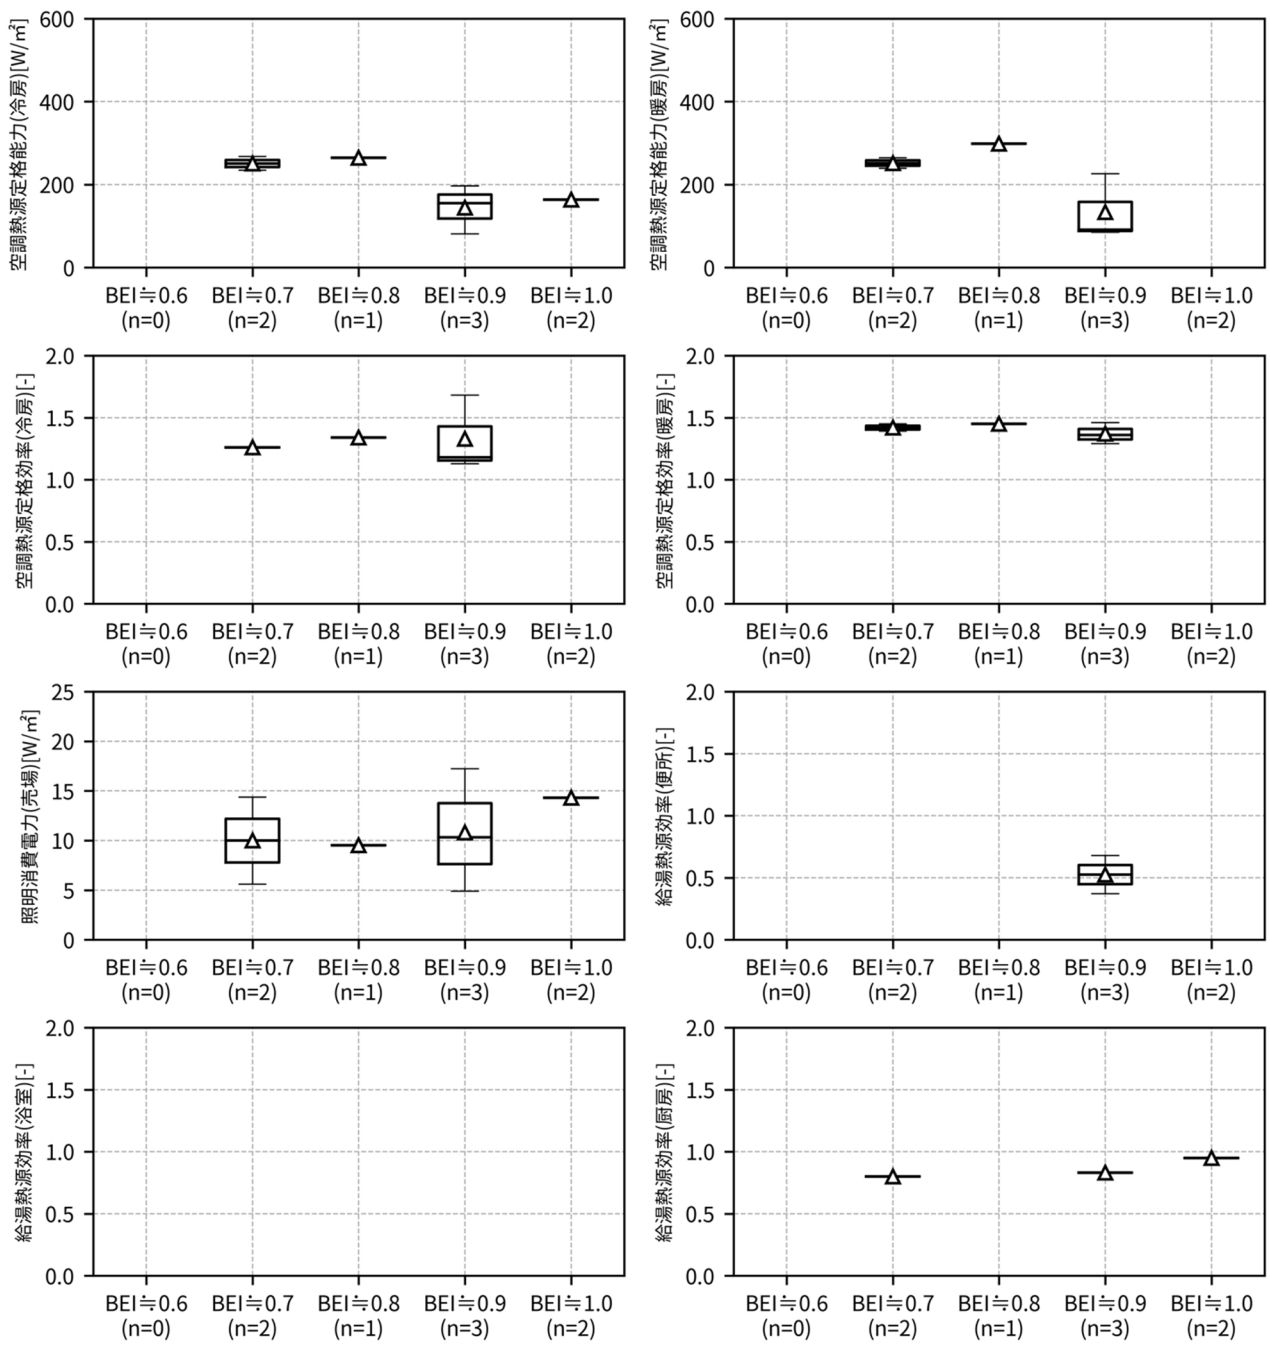 空調熱源定格能力(冷房)[W/㎡]
600
400
200
0
BEI≒0.6 BEI≒0.7 BEI≒0.8 BEI≒0.9 BEI≒1.0
(n=0) (n=2) (n=1) (n=3) (n=2)
空調熱源定格能力(暖房)[W/㎡]
600
400
200
0
BEI≒0.6 BEI≒0.7 BEI≒0.8 BEI≒0.9 BEI≒1.0
(n=0) (n=2) (n=1) (n=3) (n=2)
空調熱源定格効率(冷房)[-]
2.0
1.5
1.0
0.5
0.0
BEI≒0.6 BEI≒0.7 BEI≒0.8 BEI≒0.9 BEI≒1.0
(n=0) (n=2) (n=1) (n=3) (n=2)
空調熱源定格効率(暖房)[-]
2.0
1.5
1.0
0.5
0.0
BEI≒0.6 BEI≒0.7 BEI≒0.8 BEI≒0.9 BEI≒1.0
(n=0) (n=2) (n=1) (n=3) (n=2)
照明消費電力(売場)[W/㎡]
25
20
15
10
5
0
BEI≒0.6 BEI≒0.7 BEI≒0.8 BEI≒0.9 BEI≒1.0
(n=0) (n=2) (n=1) (n=3) (n=2)
給湯熱源効率(便所)[-]
2.0
1.5
1.0
0.5
0.0
BEI≒0.6 BEI≒0.7 BEI≒0.8 BEI≒0.9 BEI≒1.0
(n=0) (n=2) (n=1) (n=3) (n=2)
給湯熱源効率(浴室)[-]
2.0
1.5
1.0
0.5
0.0
BEI≒0.6 BEI≒0.7 BEI≒0.8 BEI≒0.9 BEI≒1.0
(n=0) (n=2) (n=1) (n=3) (n=2)
給湯熱源効率(厨房)[-]
2.0
1.5
1.0
0.5
0.0
BEI≒0.6 BEI≒0.7 BEI≒0.8 BEI≒0.9 BEI≒1.0
(n=0) (n=2) (n=1) (n=3) (n=2)